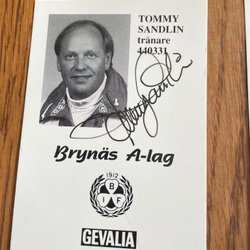 TOMMY
SANDLIN
tränare
440331
Brynäs A-lag
1912
B I F
GEVALIA